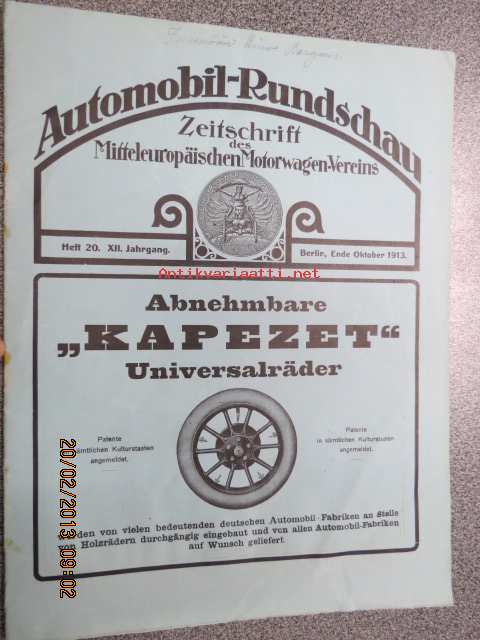 Automobil-Rundschau
Zeitschrift
des
Mitteleuropäischen Motorwagen-Vereins
Heft 20. XII. Jahrgang.
Berlin, Ende Oktober 1913.
Antikvariaatti.net
Abnehmbare
„KAPEZET“
Universalräder
Patente
sämtlichen Kulturstaaten
angemeldet.
Patente
in sämtlichen Kulturstaaten
angemeldet.
von vielen bedeutenden deutschen Automobil-Fabriken an Stelle
von Holzrädern durchgängig eingebaut und von allen Automobil-Fabriken
auf Wunsch geliefert.
20/02/2013 09:02